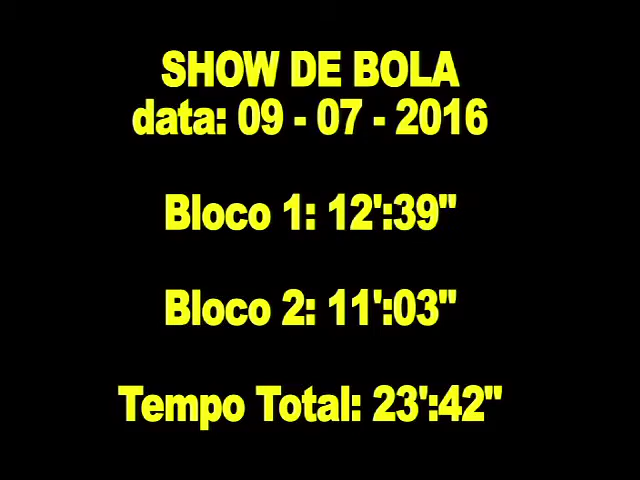 SHOW DE BOLA
data: 09 - 07 - 2016
Bloco 1: 12':39"
Bloco 2: 11':03"
Tempo Total: 23':42"